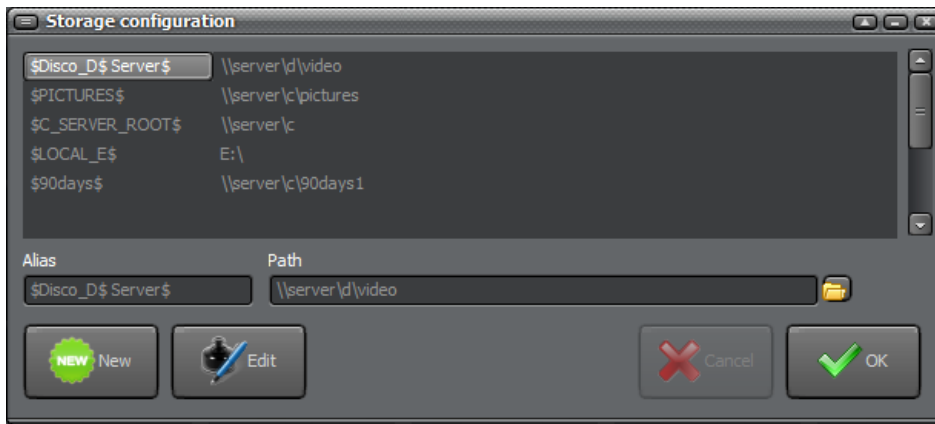 Storage configuration
$Disco_D$ Server$ \\server\d\video
$PICTURES$ \\server\c\pictures
$C_SERVER_ROOT$ \\server\c
$LOCAL_E$ E:\
$90days$ \\server\c\90days1
Alias Path
$Disco_D$ Server$ \\server\d\video
NEW New Edit Cancel OK